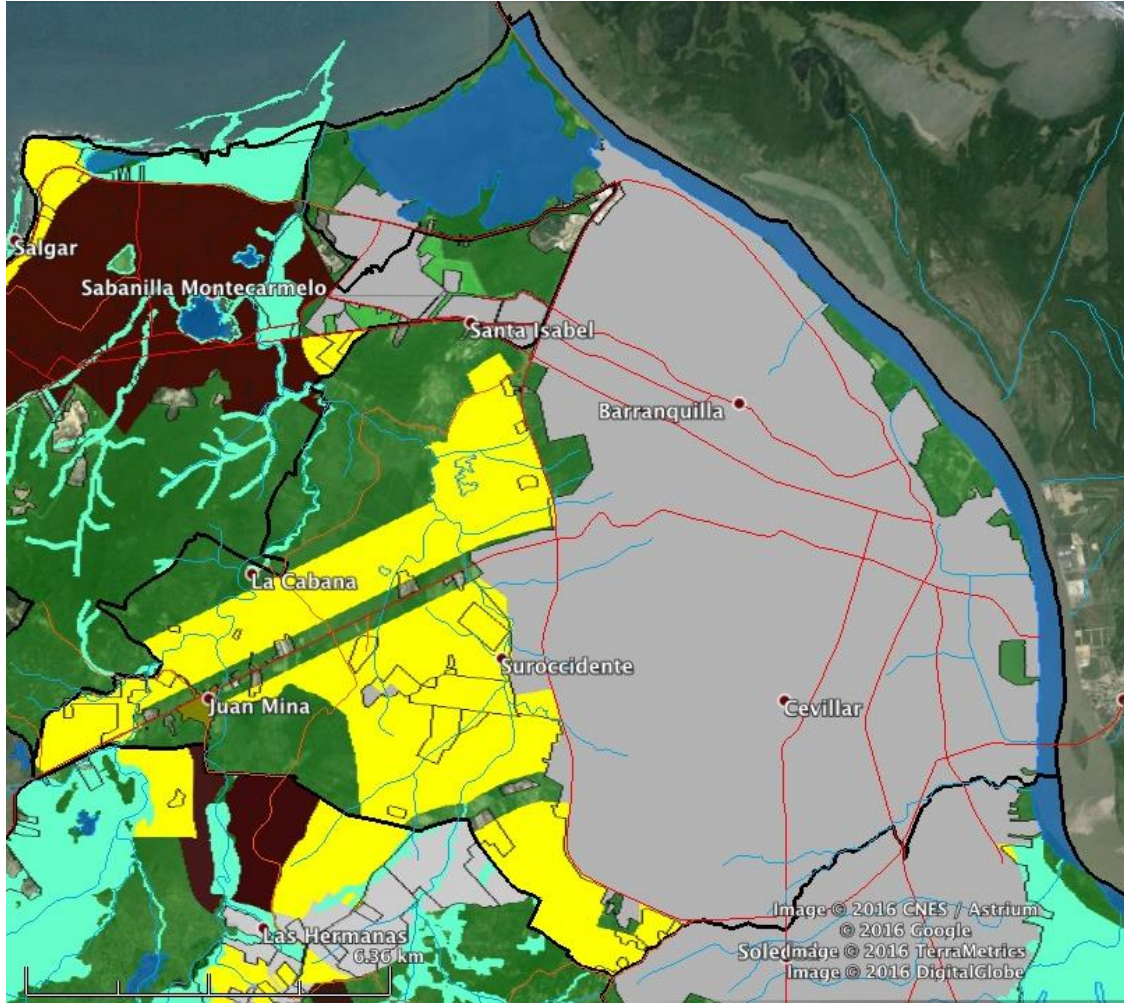 Salgar
Sabanilla Montecarmelo
Santa Isabel
Barranquilla
La Cabana
Suroccidente
Juan Mina
Cevillar
Las Hermanas
6.36 km
Image © 2016 CNES / Astrium
© 2016 Google
Image © 2016 TerraMetrics
Image © 2016 DigitalGlobe